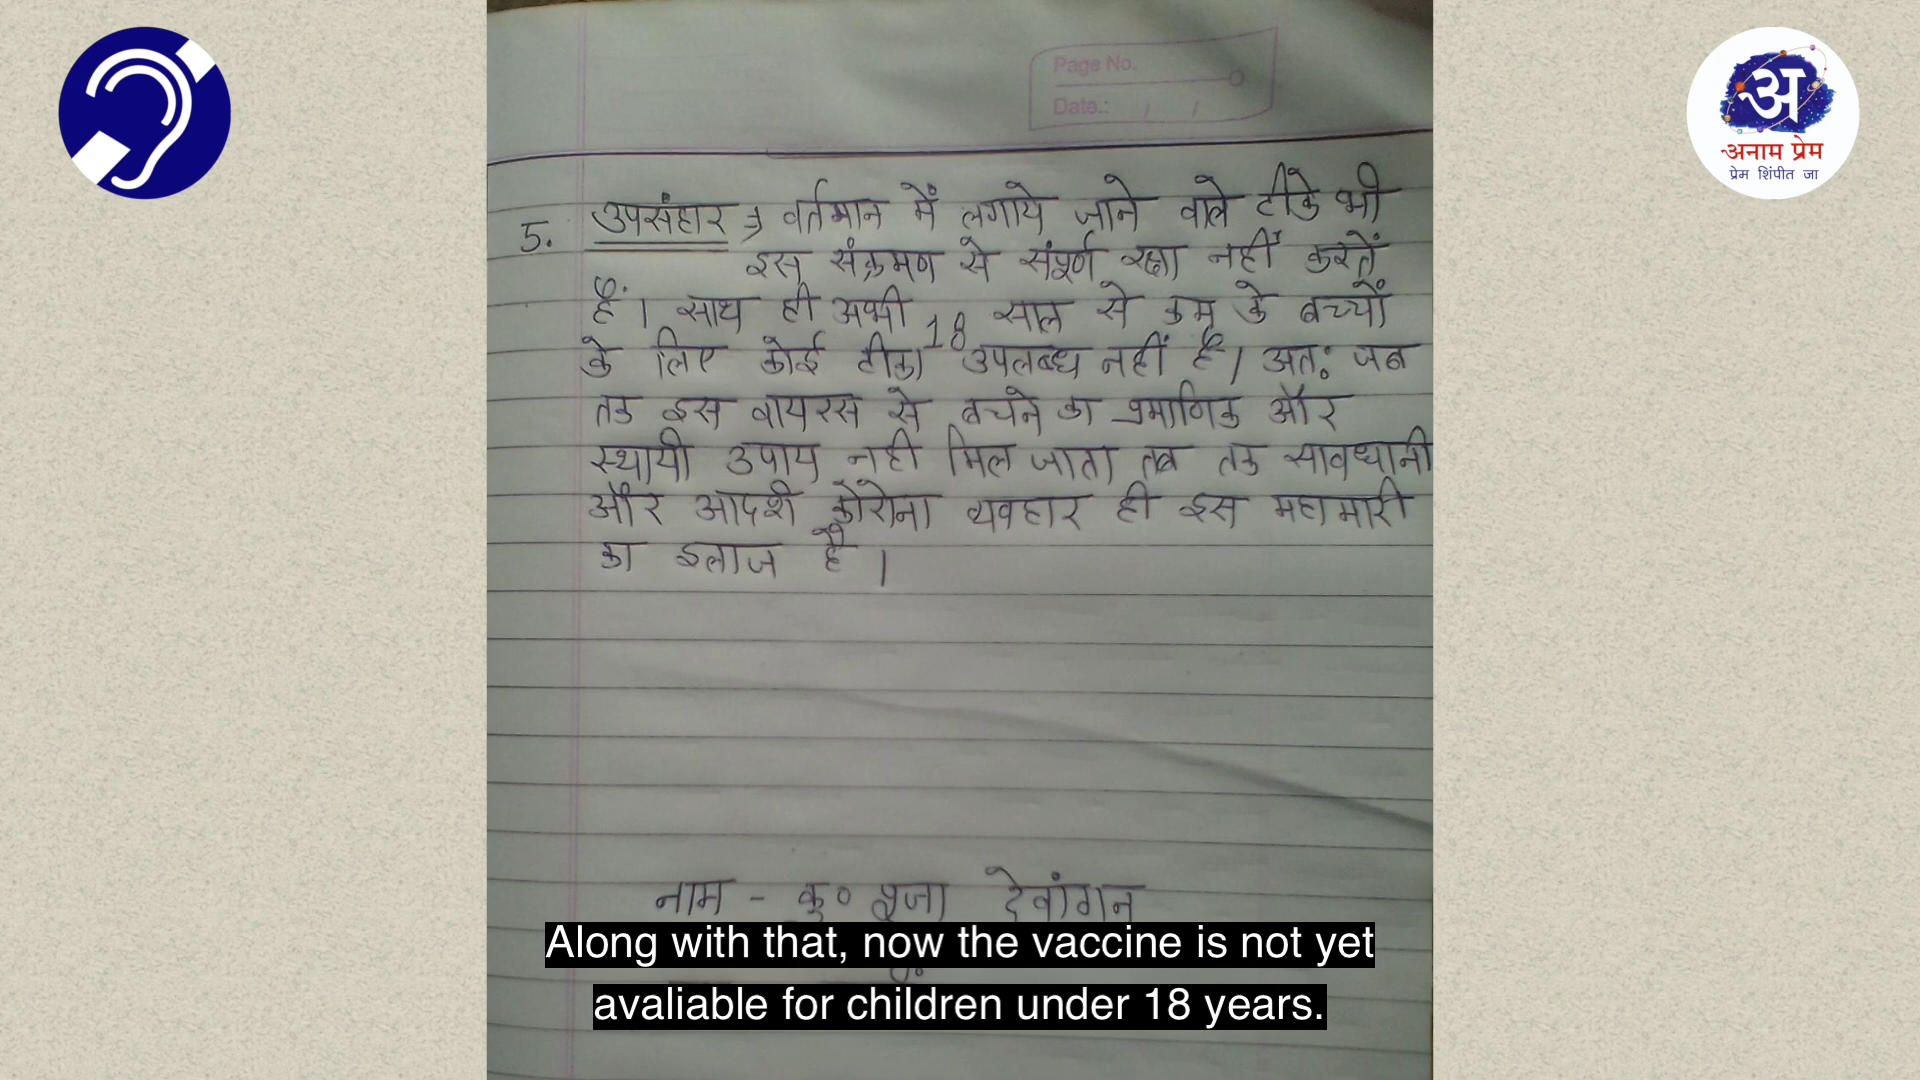 Page No.
Date.: / /
अ
अनाम प्रेम
प्रेम शिंपीत जा
5. उपसंहार => वर्तमान में लगाये जाने वाले टीके भी
इस संक्रमण से संपूर्ण रक्षा नहीं करतें
हैं। साथ ही अभी 18 साल से कम के बच्चों
के लिए कोई टीका उपलब्ध नहीं है। अत: जब
तक इस वायरस से बचने का प्रमाणिक और
स्थायी उपाय नही मिल जाता तब तक सावधानी
और आदर्श कोरोना व्यवहार ही इस महामारी
का इलाज है।
नाम - कु० पूजा देवांगन
Along with that, now the vaccine is not yet
avaliable for children under 18 years.